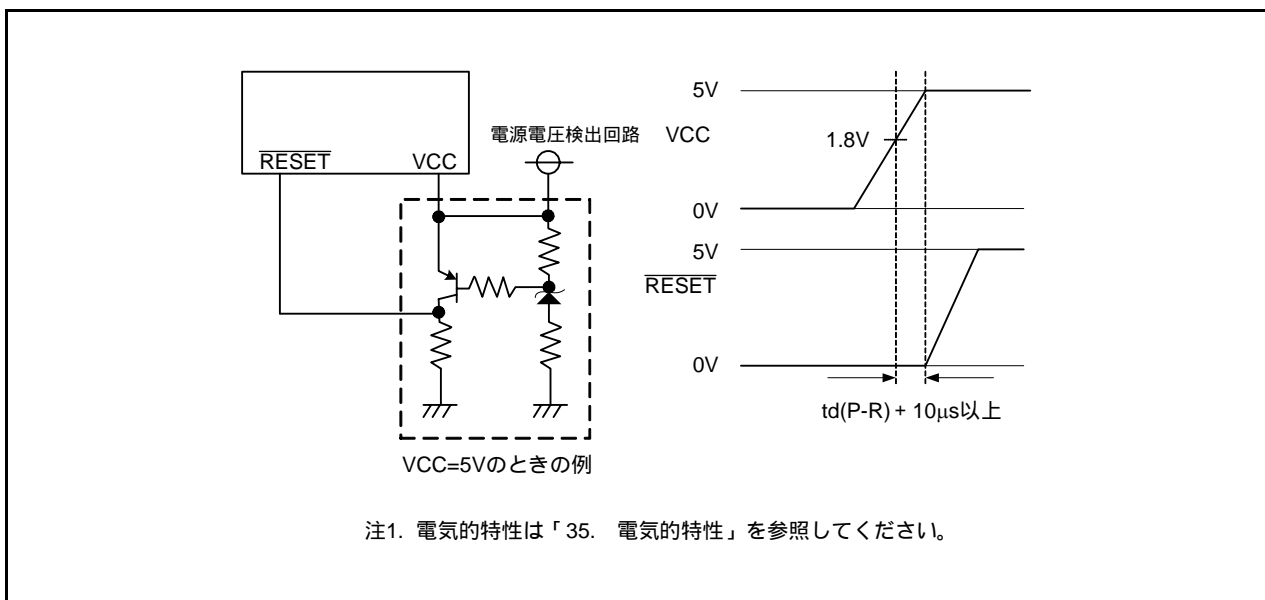 RESET
VCC
電源電圧検出回路
VCC=5Vのときの例
5V
VCC
1.8V
0V
5V
RESET
0V
td(P-R) + 10μs以上
注1. 電気的特性は「35. 電気的特性」を参照してください。